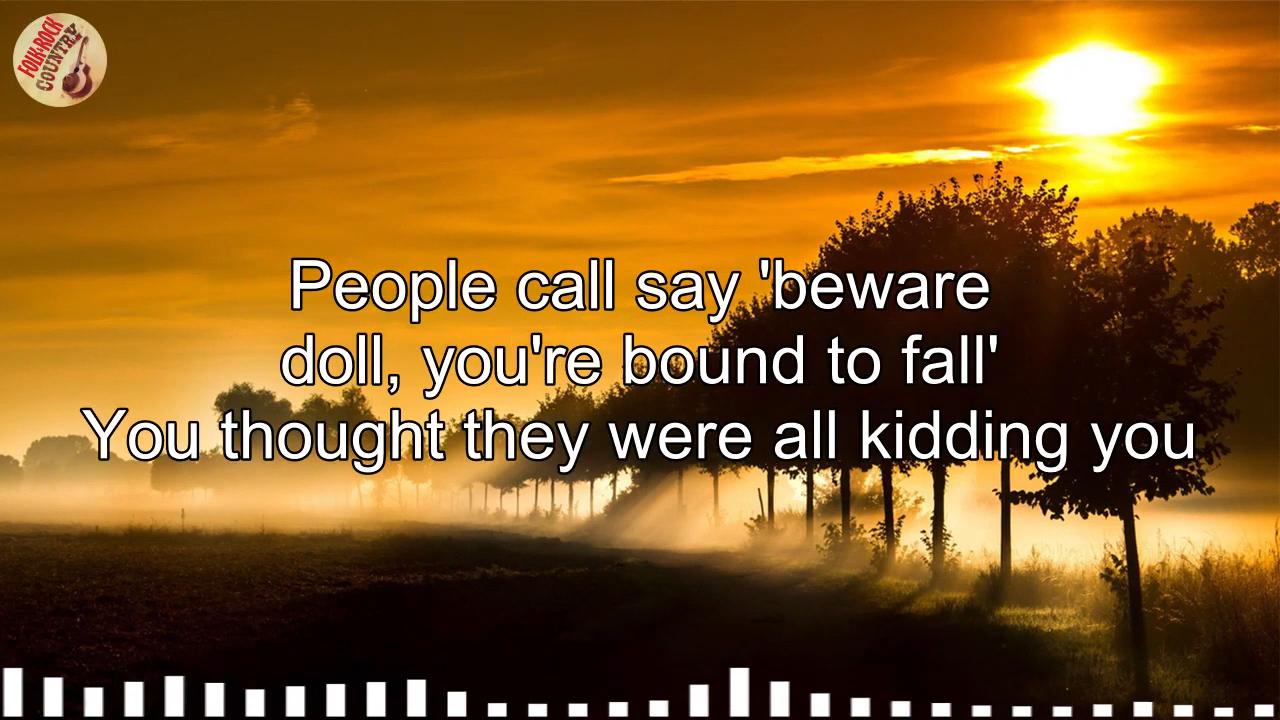 FOLK-ROCK
COUNTRY
People call say 'beware
doll, you're bound to fall'
You thought they were all kidding you